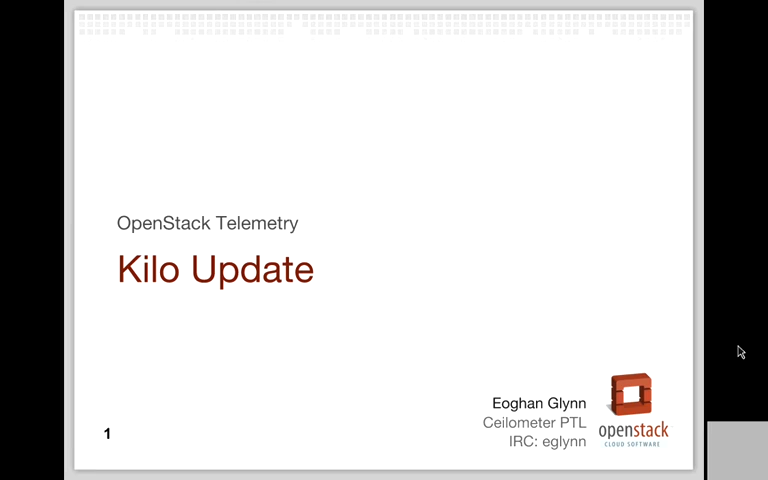 OpenStack Telemetry
Kilo Update
Eoghan Glynn
Ceilometer PTL
IRC: eglynn
openstack
CLOUD SOFTWARE
1